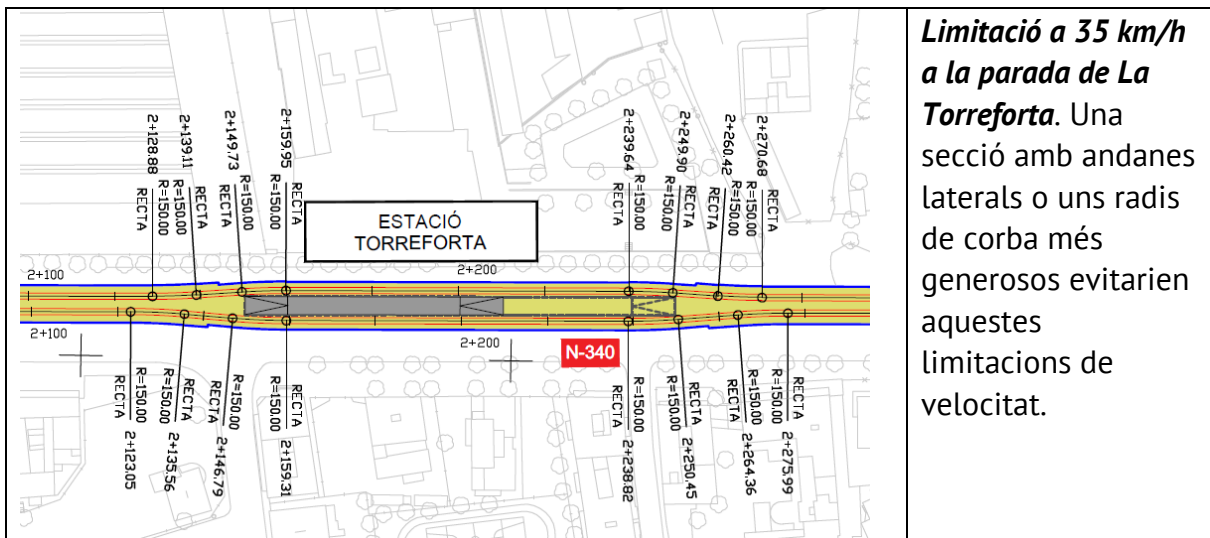 2+128.88
R=150.00
RECTA
2+139.11
R=150.00
RECTA
2+149.73
R=150.00
RECTA
2+159.95
R=150.00
RECTA
2+239.64
R=150.00
RECTA
2+249.90
R=150.00
RECTA
2+260.42
R=150.00
RECTA
2+270.68
R=150.00
RECTA
ESTACIÓ
TORREFORTA
2+100
2+200
2+100
2+200
N-340
RECTA
R=150.00
2+123.05
RECTA
R=150.00
2+135.56
RECTA
R=150.00
2+146.79
RECTA
R=150.00
2+159.31
RECTA
R=150.00
2+238.82
RECTA
R=150.00
2+250.45
RECTA
R=150.00
2+264.36
RECTA
R=150.00
2+275.99
Limitació a 35 km/h
a la parada de La
Torreforta. Una
secció amb andanes
laterals o uns radis
de corba més
generosos evitarien
aquestes
limitacions de
velocitat.